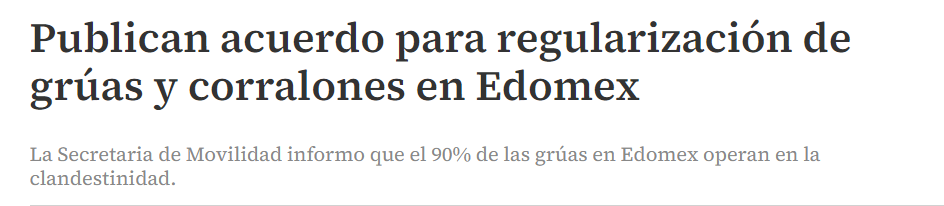 Publican acuerdo para regularización de
grúas y corralones en Edomex
La Secretaria de Movilidad informo que el 90% de las grúas en Edomex operan en la
clandestinidad.